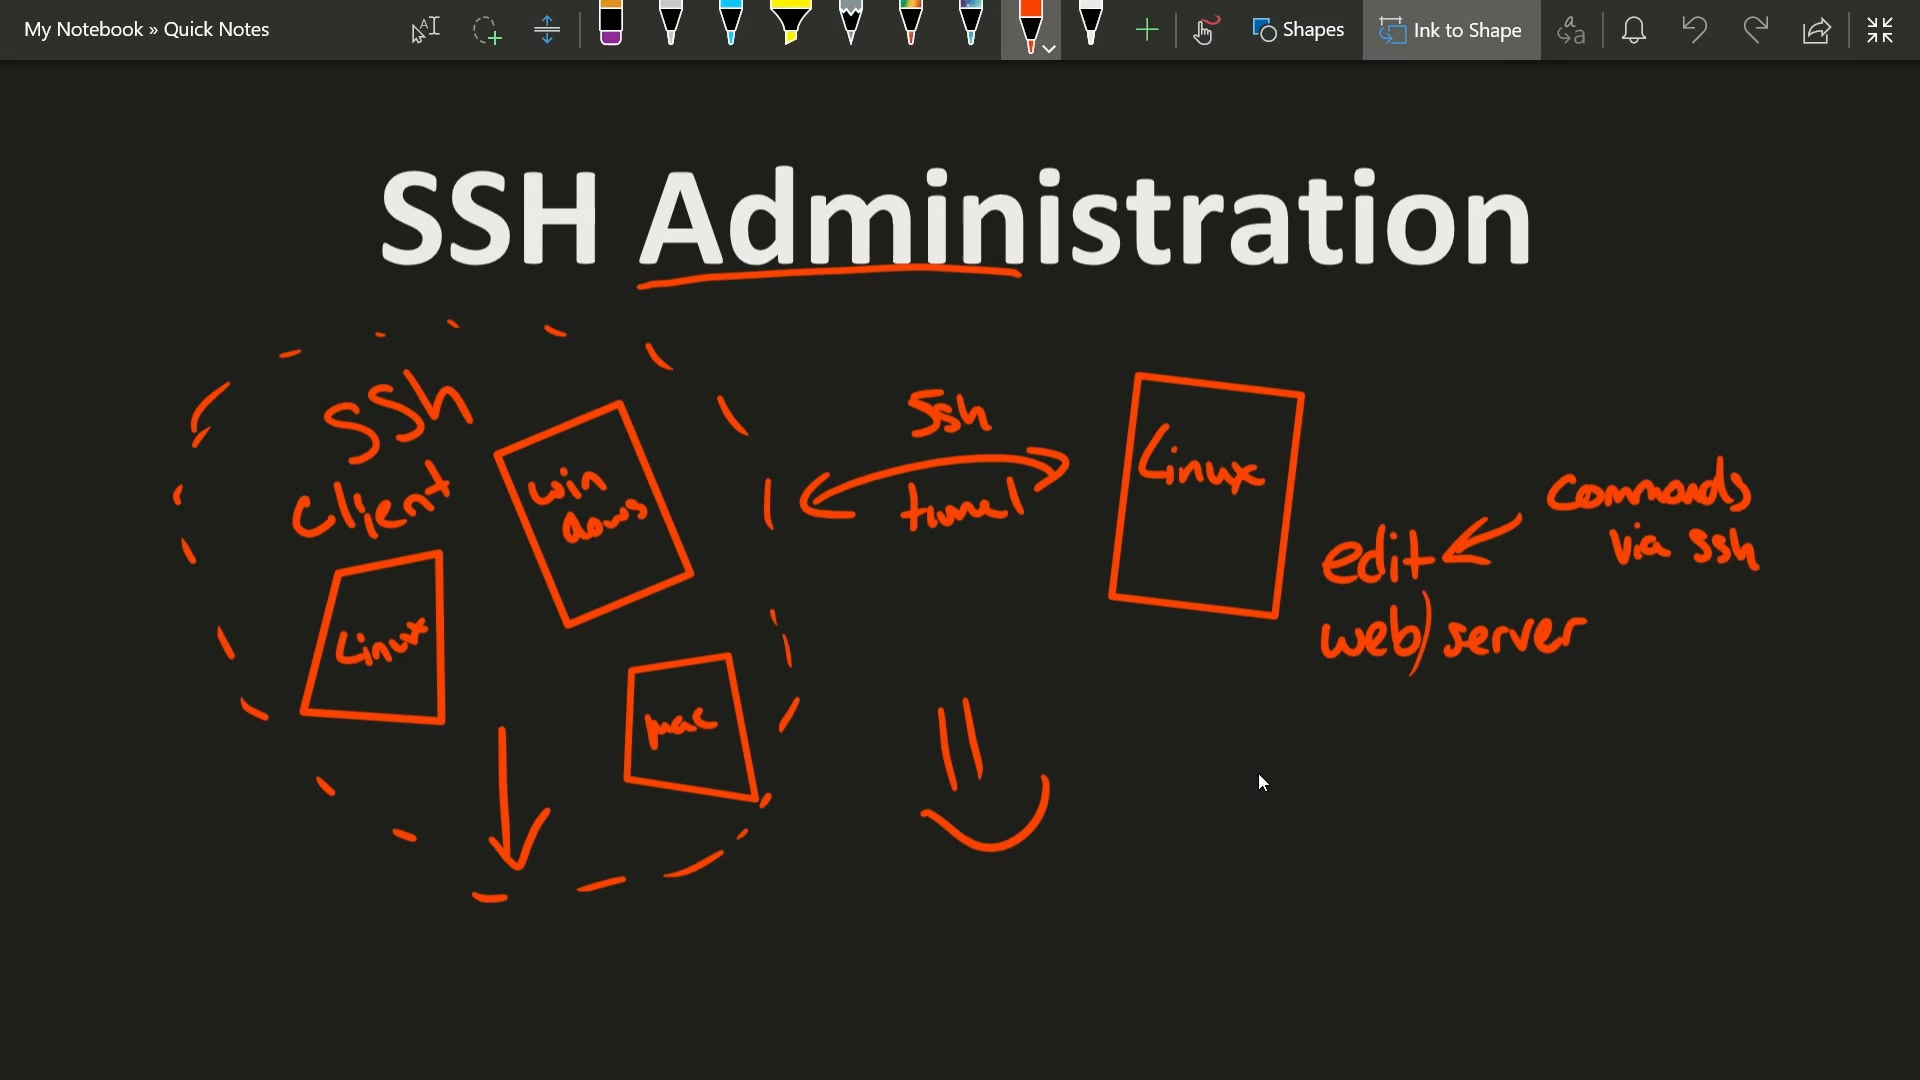 My Notebook » Quick Notes
Shapes
Ink to Shape
SSH Administration
ssh
client
win
dows
Linux
mac
Ssh
tunnel
Linux
commands
via ssh
edit
web/server